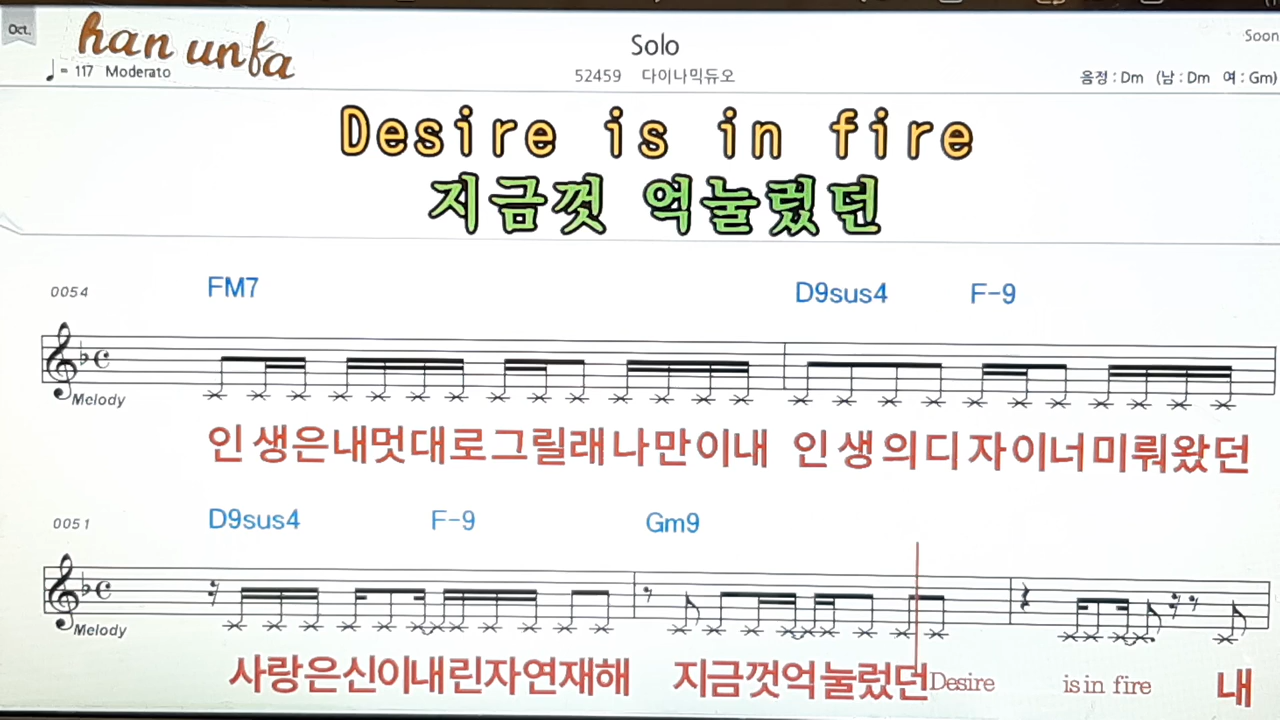 Oct.
han unfa
Solo
Soon
♩= 117 Moderato
52459 다이나믹듀오
음정 : Dm (남 : Dm 여 : Gm)
Desire is in fire
지금껏 억눌렀던
0054
FM7 D9sus4 F-9
Melody
인생은내멋대로그릴래나만이내 인생의디자이너미뤄왔던
0051
D9sus4 F-9 Gm9
Melody
사랑은신이내린자연재해 지금껏억눌렀던Desire is in fire 내